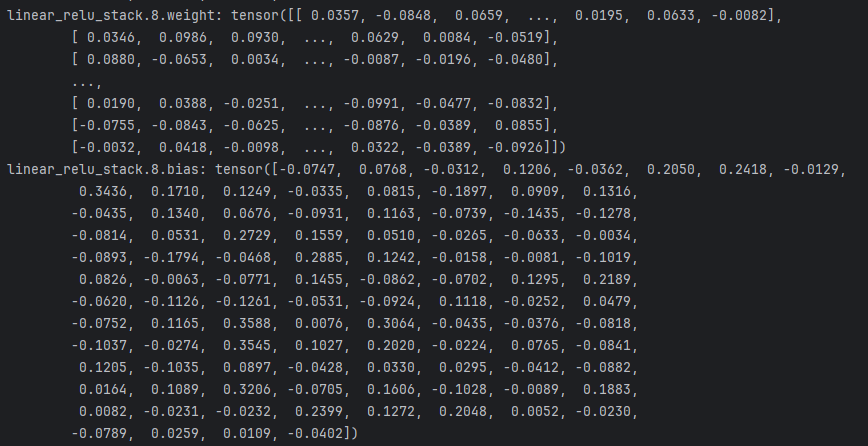 linear_relu_stack.8.weight: tensor([[ 0.0357, -0.0848,  0.0659,  ...,  0.0195,  0.0633, -0.0082],
        [ 0.0346,  0.0986,  0.0930,  ...,  0.0629,  0.0084, -0.0519],
        [ 0.0880, -0.0653,  0.0034,  ..., -0.0087, -0.0196, -0.0480],
        ...,
        [ 0.0190,  0.0388, -0.0251,  ..., -0.0991, -0.0477, -0.0832],
        [-0.0755, -0.0843, -0.0625,  ..., -0.0876, -0.0389,  0.0855],
        [-0.0032,  0.0418, -0.0098,  ...,  0.0322, -0.0389, -0.0926]])
linear_relu_stack.8.bias: tensor([-0.0747,  0.0768, -0.0312,  0.1206, -0.0362,  0.2050,  0.2418, -0.0129,
         0.3436,  0.1710,  0.1249, -0.0335,  0.0815, -0.1897,  0.0909,  0.1316,
        -0.0435,  0.1340,  0.0676, -0.0931,  0.1163, -0.0739, -0.1435, -0.1278,
        -0.0814,  0.0531,  0.2729,  0.1559,  0.0510, -0.0265, -0.0633, -0.0034,
        -0.0893, -0.1794, -0.0468,  0.2885,  0.1242, -0.0158, -0.0081, -0.1019,
         0.0826, -0.0063, -0.0771,  0.1455, -0.0862, -0.0702,  0.1295,  0.2189,
        -0.0620, -0.1126, -0.1261, -0.0531, -0.0924,  0.1118, -0.0252,  0.0479,
        -0.0752,  0.1165,  0.3588,  0.0076,  0.3064, -0.0435, -0.0376, -0.0818,
        -0.1037, -0.0274,  0.3545,  0.1027,  0.2020, -0.0224,  0.0765, -0.0841,
         0.1205, -0.1035,  0.0897, -0.0428,  0.0330,  0.0295, -0.0412, -0.0882,
         0.0164,  0.1089,  0.3206, -0.0705,  0.1606, -0.1028, -0.0089,  0.1883,
         0.0082, -0.0231, -0.0232,  0.2399,  0.1272,  0.2048,  0.0052, -0.0230,
        -0.0789,  0.0259,  0.0109, -0.0402])